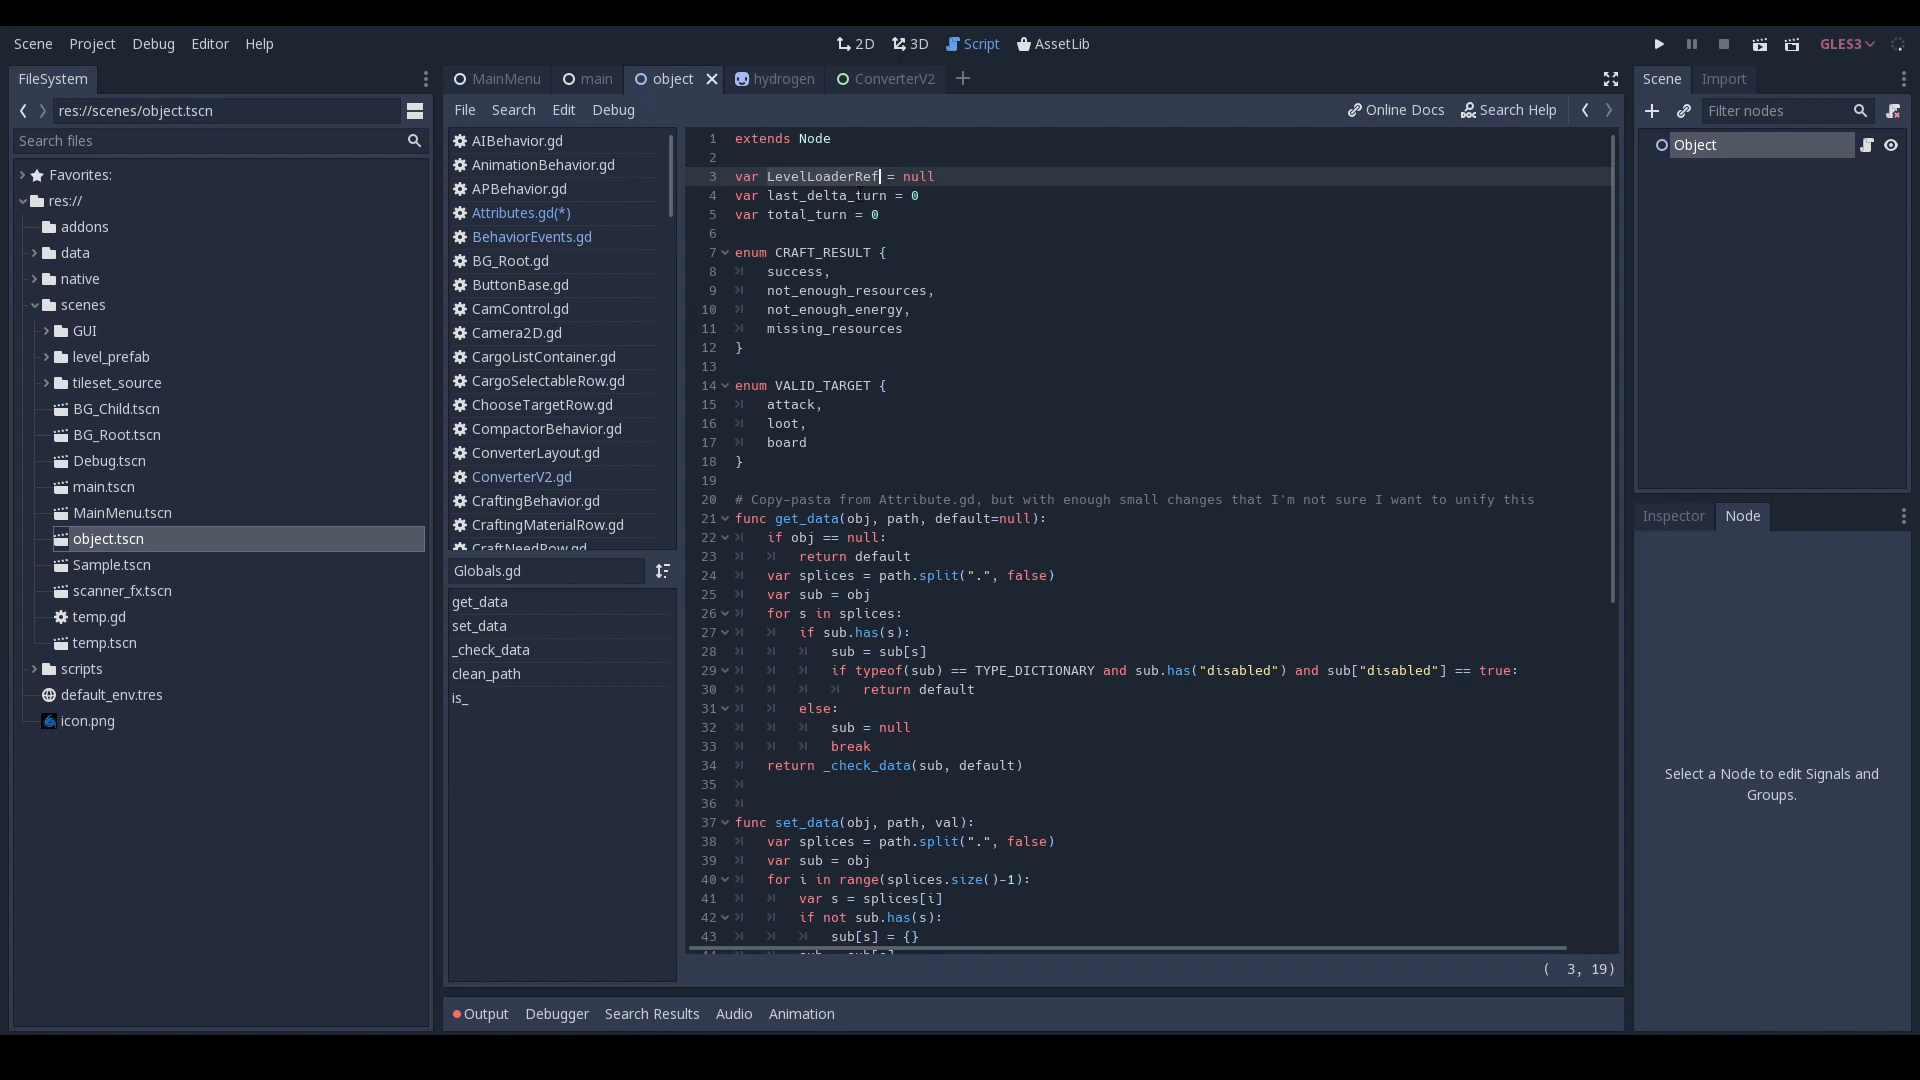 Scene Project Debug Editor Help
2D 3D Script AssetLib
GLES3
FileSystem
res://scenes/object.tscn
Search files
Favorites:
res://
addons
data
native
scenes
GUI
level_prefab
tileset_source
BG_Child.tscn
BG_Root.tscn
Debug.tscn
main.tscn
MainMenu.tscn
object.tscn
Sample.tscn
scanner_fx.tscn
temp.gd
temp.tscn
scripts
default_env.tres
icon.png
MainMenu main object hydrogen ConverterV2
File Search Edit Debug
Online Docs Search Help
AIBehavior.gd
AnimationBehavior.gd
APBehavior.gd
Attributes.gd(*)
BehaviorEvents.gd
BG_Root.gd
ButtonBase.gd
CamControl.gd
Camera2D.gd
CargoListContainer.gd
CargoSelectableRow.gd
ChooseTargetRow.gd
CompactorBehavior.gd
ConverterLayout.gd
ConverterV2.gd
CraftingBehavior.gd
CraftingMaterialRow.gd
CraftNeedRow.gd
Globals.gd
get_data
set_data
_check_data
clean_path
is_
1 extends Node
2
3 var LevelLoaderRef = null
4 var last_delta_turn = 0
5 var total_turn = 0
6
7 enum CRAFT_RESULT {
8 success,
9 not_enough_resources,
10 not_enough_energy,
11 missing_resources
12 }
13
14 enum VALID_TARGET {
15 attack,
16 loot,
17 board
18 }
19
20 # Copy-pasta from Attribute.gd, but with enough small changes that I'm not sure I want to unify this
21 func get_data(obj, path, default=null):
22 if obj == null:
23 return default
24 var splices = path.split(".", false)
25 var sub = obj
26 for s in splices:
27 if sub.has(s):
28 sub = sub[s]
29 if typeof(sub) == TYPE_DICTIONARY and sub.has("disabled") and sub["disabled"] == true:
30 return default
31 else:
32 sub = null
33 break
34 return _check_data(sub, default)
35
36
37 func set_data(obj, path, val):
38 var splices = path.split(".", false)
39 var sub = obj
40 for i in range(splices.size()-1):
41 var s = splices[i]
42 if not sub.has(s):
43 sub[s] = {}
( 3, 19)
Output Debugger Search Results Audio Animation
Scene Import
Filter nodes
Object
Inspector Node
Select a Node to edit Signals and
Groups.